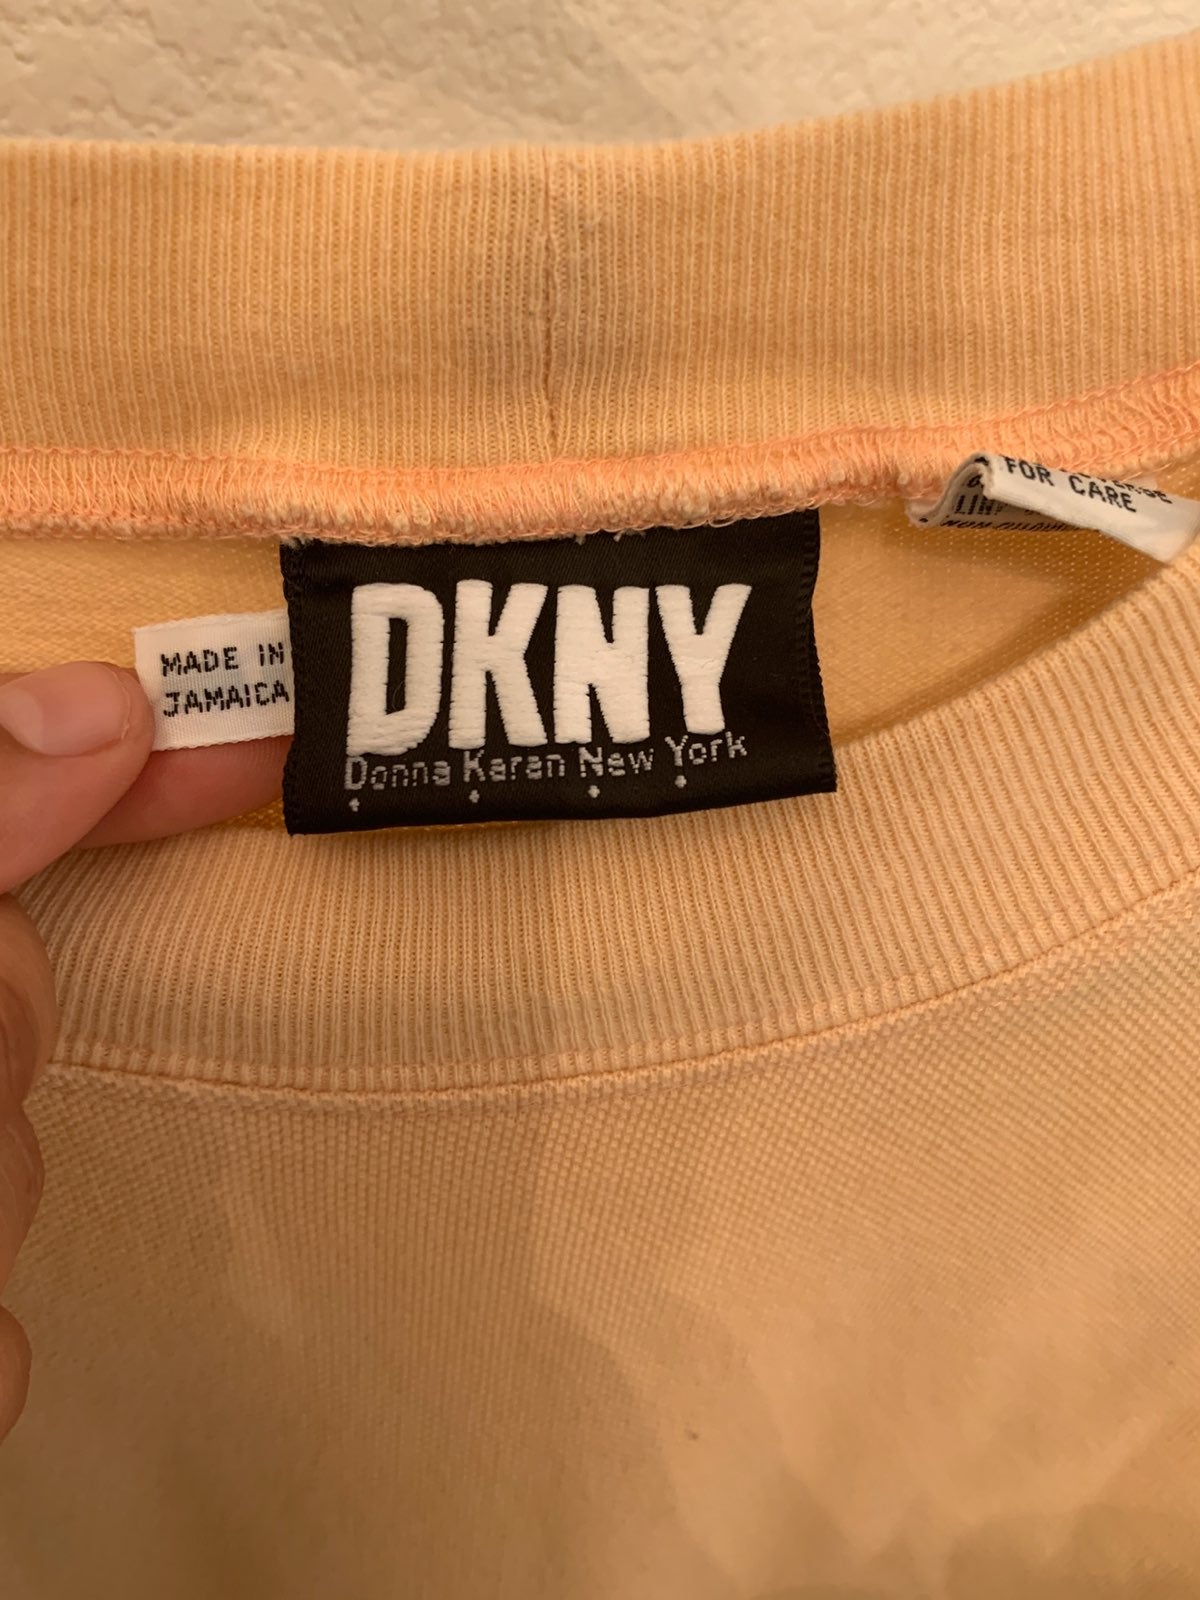 DKNY
Donna Karan New York
MADE IN
JAMAICA
FOR CARE